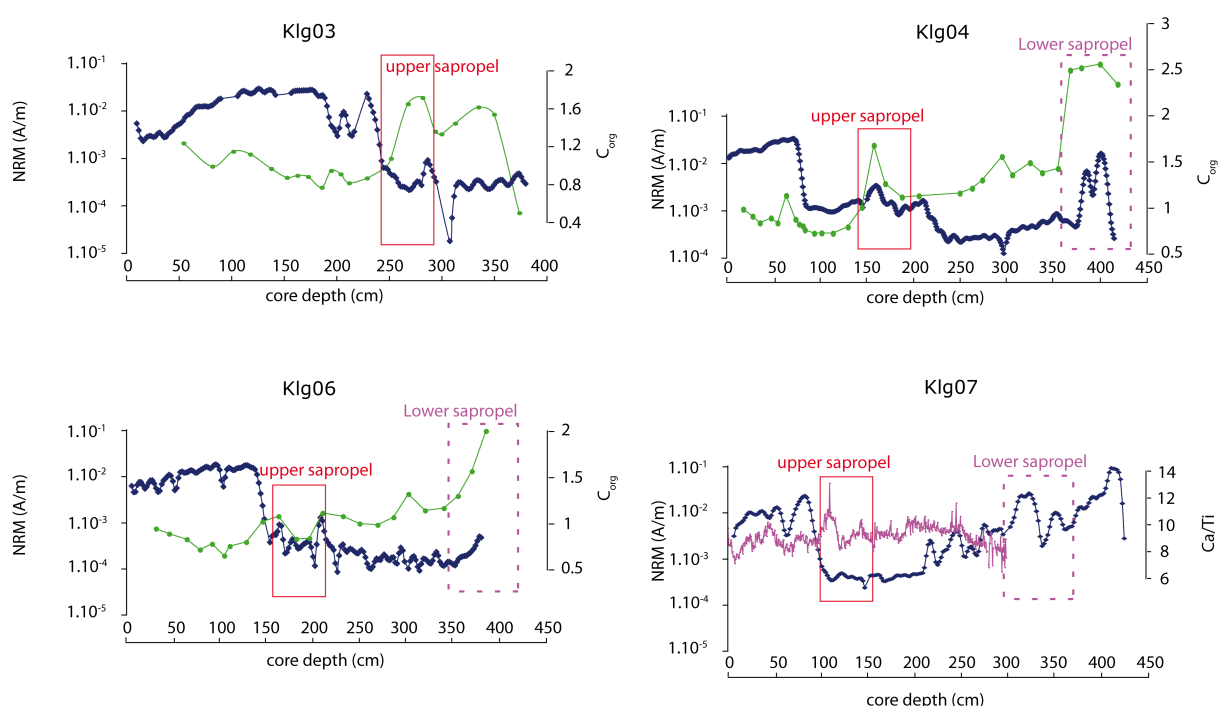 Klg03
upper sapropel
NRM (A/m)
1.10-1
1.10-2
1.10-3
1.10-4
1.10-5
2
1.6
1.2
0.8
0.4
Corg
0 50 100 150 200 250 300 350 400
core depth (cm)
Klg04
Lower sapropel
upper sapropel
NRM (A/m)
1.10-1
1.10-2
1.10-3
1.10-4
3
2.5
2
1.5
1
0.5
Corg
0 50 100 150 200 250 300 350 400 450
core depth (cm)
Klg06
Lower sapropel
upper sapropel
NRM (A/m)
1.10-1
1.10-2
1.10-3
1.10-4
1.10-5
2
1.5
1
0.5
Corg
0 50 100 150 200 250 300 350 400 450
core depth (cm)
Klg07
upper sapropel
Lower sapropel
NRM (A/m)
1.10-1
1.10-2
1.10-3
1.10-4
1.10-5
14
12
10
8
6
Ca/Ti
0 50 100 150 200 250 300 350 400 450
core depth (cm)